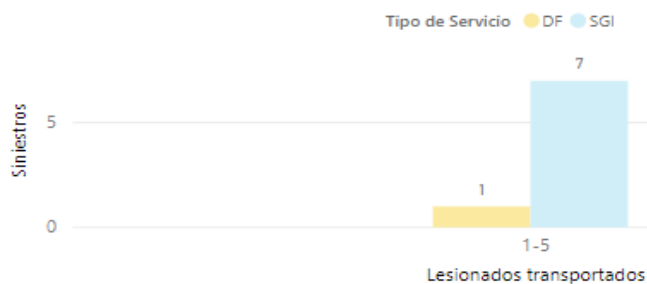 Tipo de Servicio DF SGI
7
Siniestros
5
1
0
1-5
Lesionados transportados